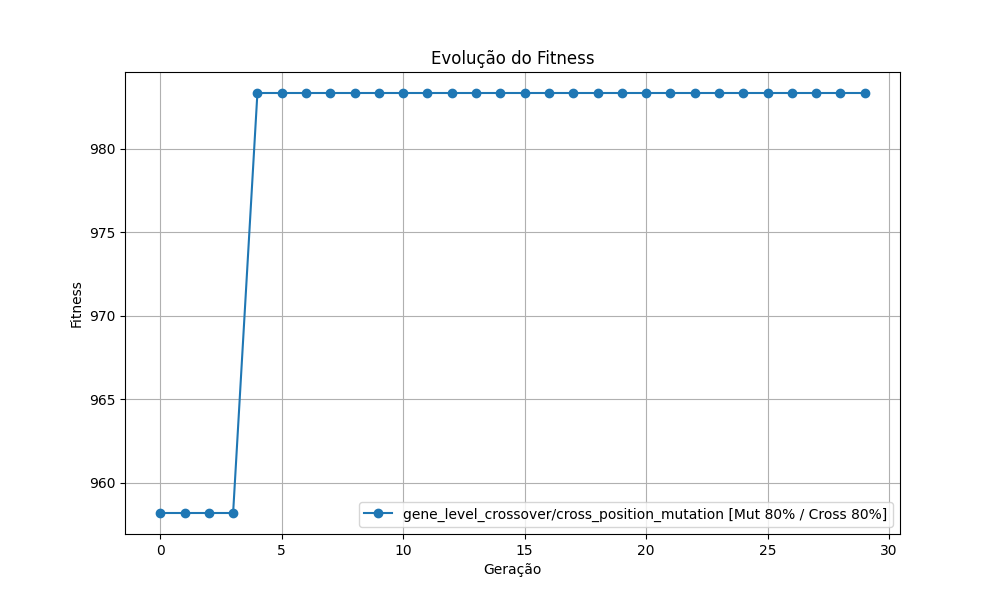 Evolução do Fitness
Fitness
980
975
970
965
960
gene_level_crossover/cross_position_mutation [Mut 80% / Cross 80%]
0 5 10 15 20 25 30
Geração